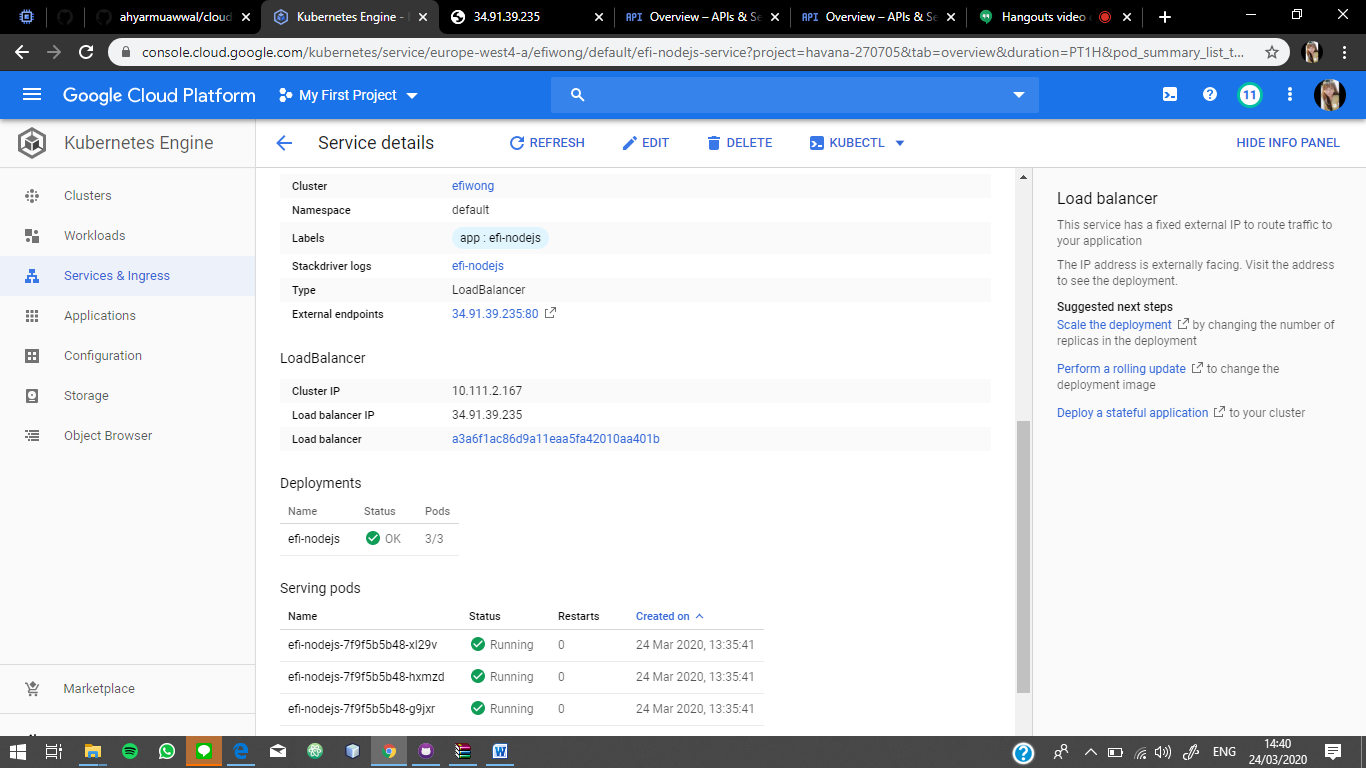 ahyarmuawwal/cloud
Kubernetes Engine -
34.91.39.235
API Overview – APIs & Se
API Overview – APIs & Se
Hangouts video
console.cloud.google.com/kubernetes/service/europe-west4-a/efiwong/default/efi-nodejs-service?project=havana-270705&tab=overview&duration=PT1H&pod_summary_list_t...
Google Cloud Platform
My First Project
11
Kubernetes Engine
Service details
REFRESH
EDIT
DELETE
KUBECTL
HIDE INFO PANEL
Clusters
Workloads
Services & Ingress
Applications
Configuration
Storage
Object Browser
Marketplace
Cluster efiwong
Namespace default
Labels app : efi-nodejs
Stackdriver logs efi-nodejs
Type LoadBalancer
External endpoints 34.91.39.235:80
LoadBalancer
Cluster IP 10.111.2.167
Load balancer IP 34.91.39.235
Load balancer a3a6f1ac86d9a11eaa5fa42010aa401b
Deployments
Name Status Pods
efi-nodejs OK 3/3
Serving pods
Name Status Restarts Created on
efi-nodejs-7f9f5b5b48-xl29v Running 0 24 Mar 2020, 13:35:41
efi-nodejs-7f9f5b5b48-hxmzd Running 0 24 Mar 2020, 13:35:41
efi-nodejs-7f9f5b5b48-g9jxr Running 0 24 Mar 2020, 13:35:41
Load balancer
This service has a fixed external IP to route traffic to
your application
The IP address is externally facing. Visit the address
to see the deployment.
Suggested next steps
Scale the deployment by changing the number of
replicas in the deployment
Perform a rolling update to change the
deployment image
Deploy a stateful application to your cluster
ENG
14:40
24/03/2020